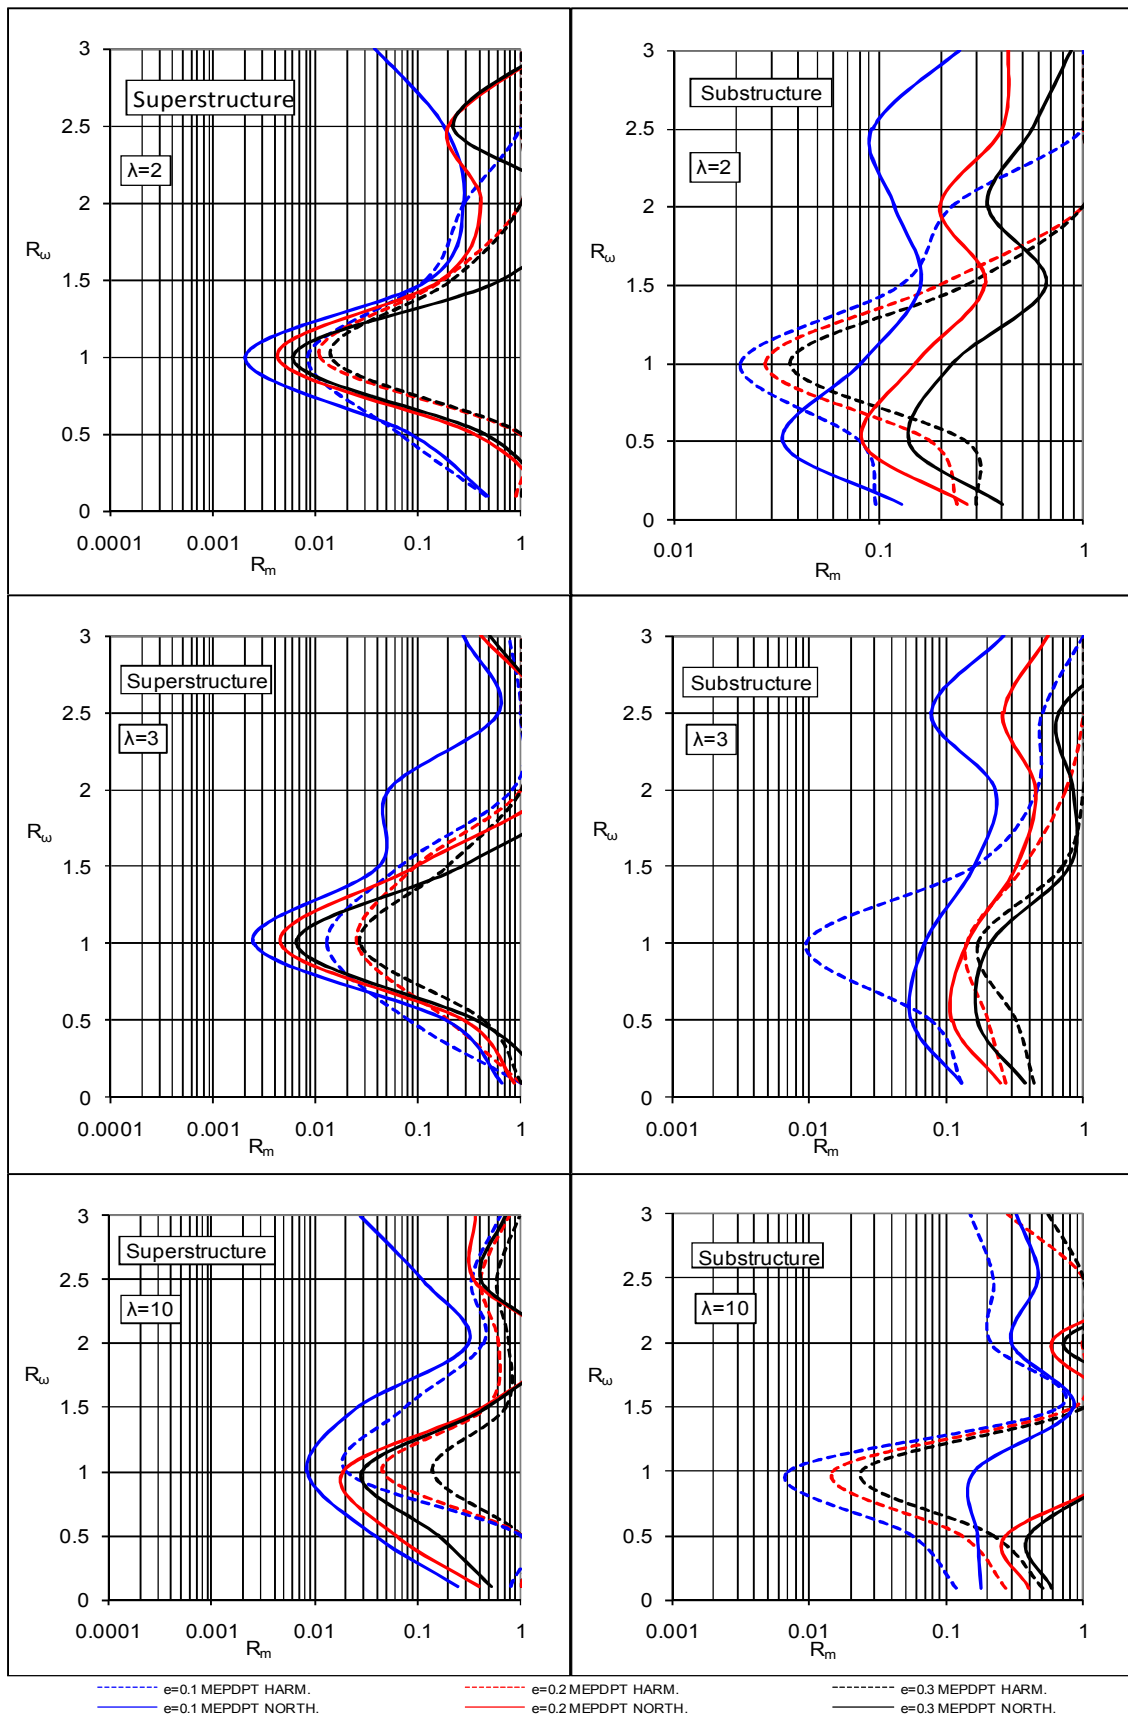 3
2.5
2
1.5
1
0.5
0
Rω
Superstructure
λ=2
0.0001 0.001 0.01 0.1 1
Rm
3
2.5
2
1.5
1
0.5
0
Rω
Substructure
λ=2
0.01 0.1 1
Rm
3
2.5
2
1.5
1
0.5
0
Rω
Superstructure
λ=3
0.0001 0.001 0.01 0.1 1
Rm
3
2.5
2
1.5
1
0.5
0
Rω
Substructure
λ=3
0.001 0.01 0.1 1
Rm
3
2.5
2
1.5
1
0.5
0
Rω
Superstructure
λ=10
0.0001 0.001 0.01 0.1 1
Rm
3
2.5
2
1.5
1
0.5
0
Rω
Substructure
λ=10
0.001 0.01 0.1 1
Rm
e=0.1 MEPDPT HARM. e=0.2 MEPDPT HARM. e=0.3 MEPDPT HARM.
e=0.1 MEPDPT NORTH. e=0.2 MEPDPT NORTH. e=0.3 MEPDPT NORTH.